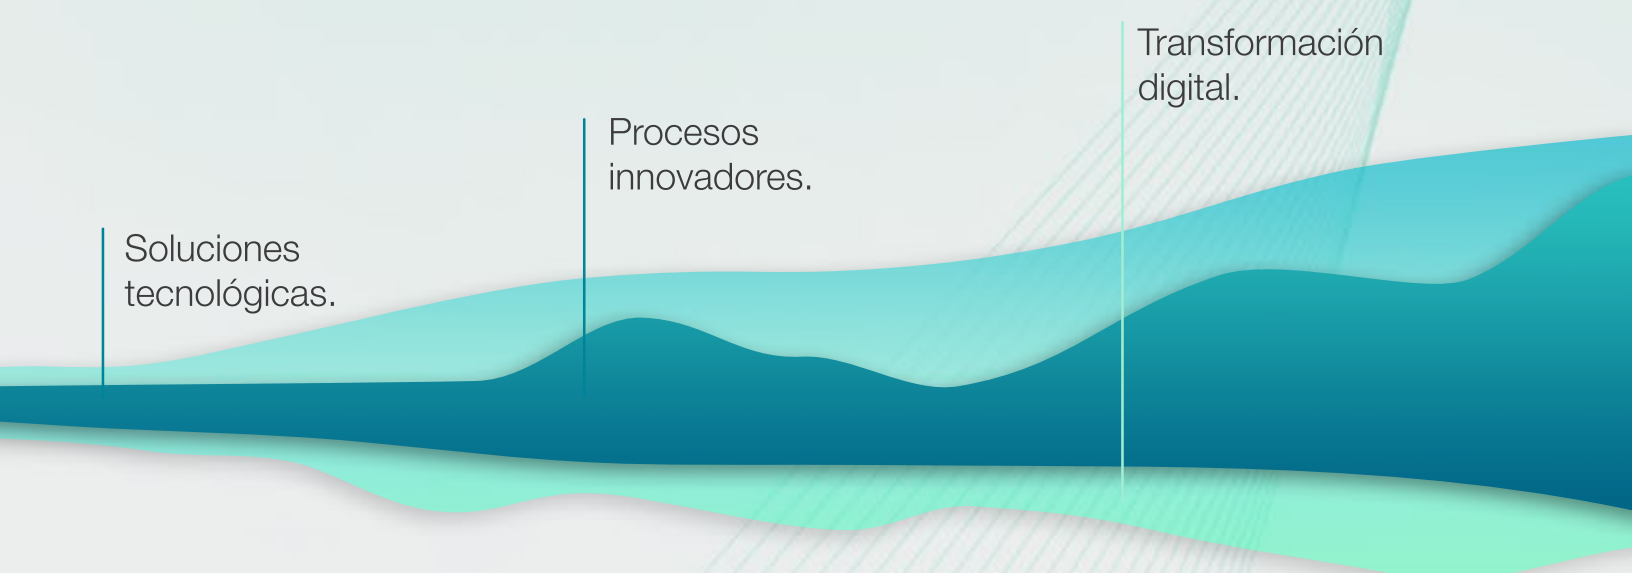 Soluciones
tecnológicas.
Procesos
innovadores.
Transformación
digital.